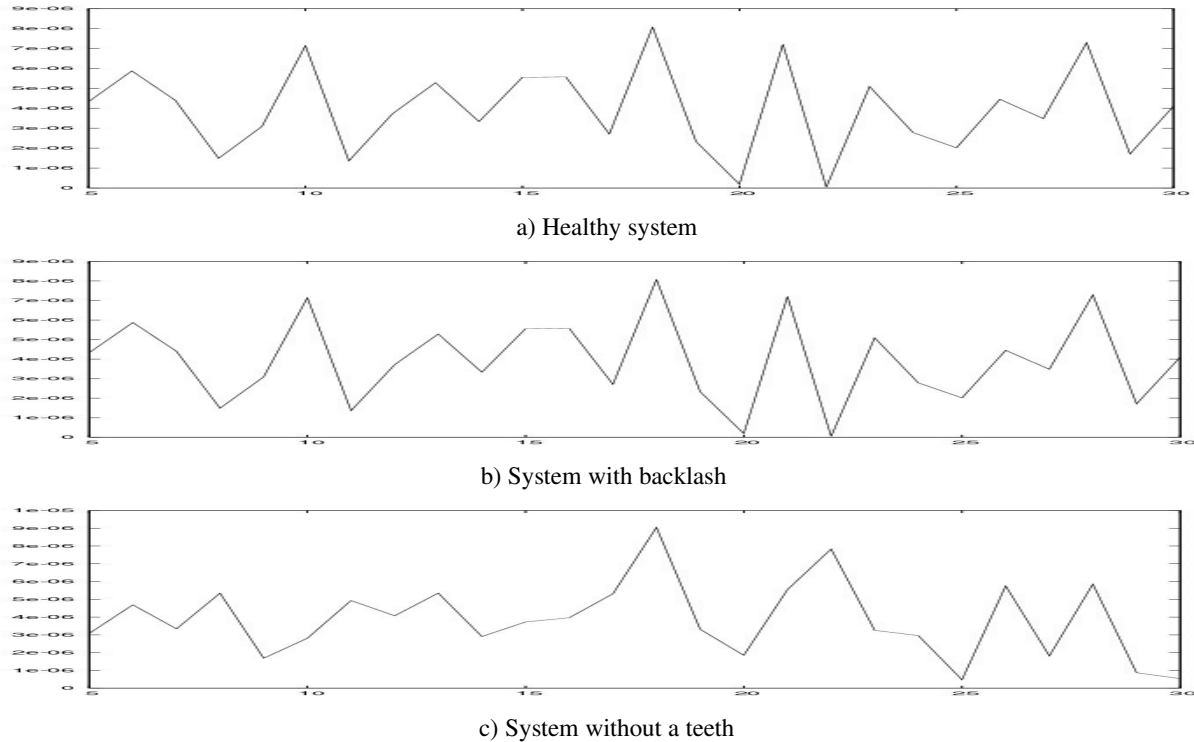 9e-06
8e-06
7e-06
6e-06
5e-06
4e-06
3e-06
2e-06
1e-06
0
5 10 15 20 25 30
a) Healthy system
9e-06
8e-06
7e-06
6e-06
5e-06
4e-06
3e-06
2e-06
1e-06
0
5 10 15 20 25 30
b) System with backlash
1e-05
9e-06
8e-06
7e-06
6e-06
5e-06
4e-06
3e-06
2e-06
1e-06
0
5 10 15 20 25 30
c) System without a teeth